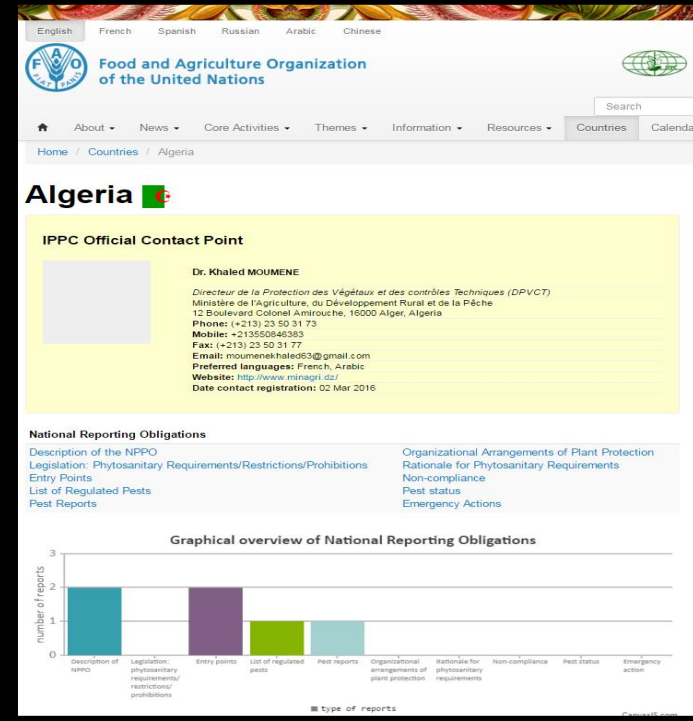 English French Spanish Russian Arabic Chinese
FAO
FIAT PANIS
Food and Agriculture Organization
of the United Nations
Search
About News Core Activities Themes Information Resources Countries Calenda
Home / Countries / Algeria
Algeria
IPPC Official Contact Point
Dr. Khaled MOUMENE
Directeur de la Protection des Végétaux et des contrôles Techniques (DPVCT)
Ministère de l'Agriculture, du Développement Rural et de la Pêche
12 Boulevard Colonel Amirouche, 16000 Alger, Algeria
Phone: (+213) 23 50 31 73
Mobile: +213550846383
Fax: (+213) 23 50 31 77
Email: moumenekhaled63@gmail.com
Preferred languages: French, Arabic
Website: http://www.minagri.dz/
Date contact registration: 02 Mar 2016
National Reporting Obligations
Description of the NPPO
Legislation: Phytosanitary Requirements/Restrictions/Prohibitions
Entry Points
List of Regulated Pests
Pest Reports
Organizational Arrangements of Plant Protection
Rationale for Phytosanitary Requirements
Non-compliance
Pest status
Emergency Actions
Graphical overview of National Reporting Obligations
number of reports
3
2
1
0
Description of
NPPO
Legislation:
phytosanitary
requirements/
restrictions/
prohibitions
Entry points
List of regulated
pests
Pest reports
Organizational
arrangements of
plant protection
Rationale for
phytosanitary
requirements
Non-compliance
Pest status
Emergency
action
type of reports
CanvasJS.com